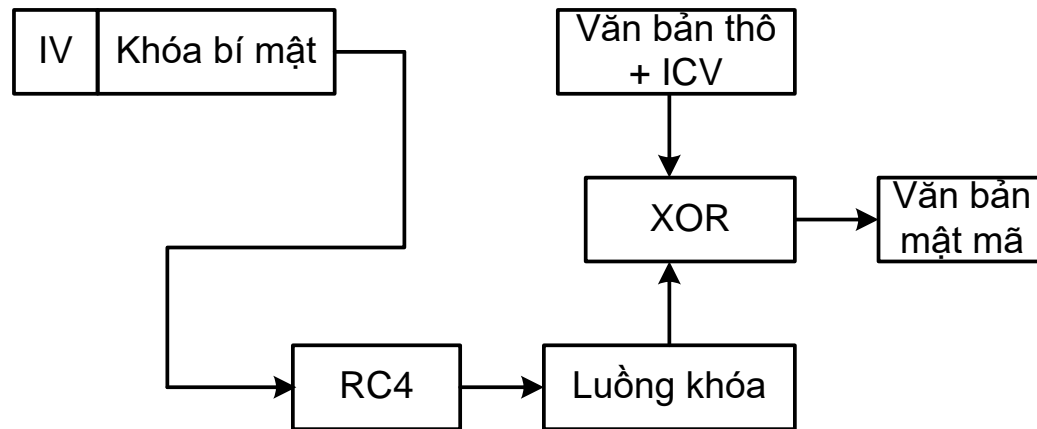 IV
Khóa bí mật
Văn bản thô
+ ICV
XOR
Văn bản
mật mã
RC4
Luồng khóa